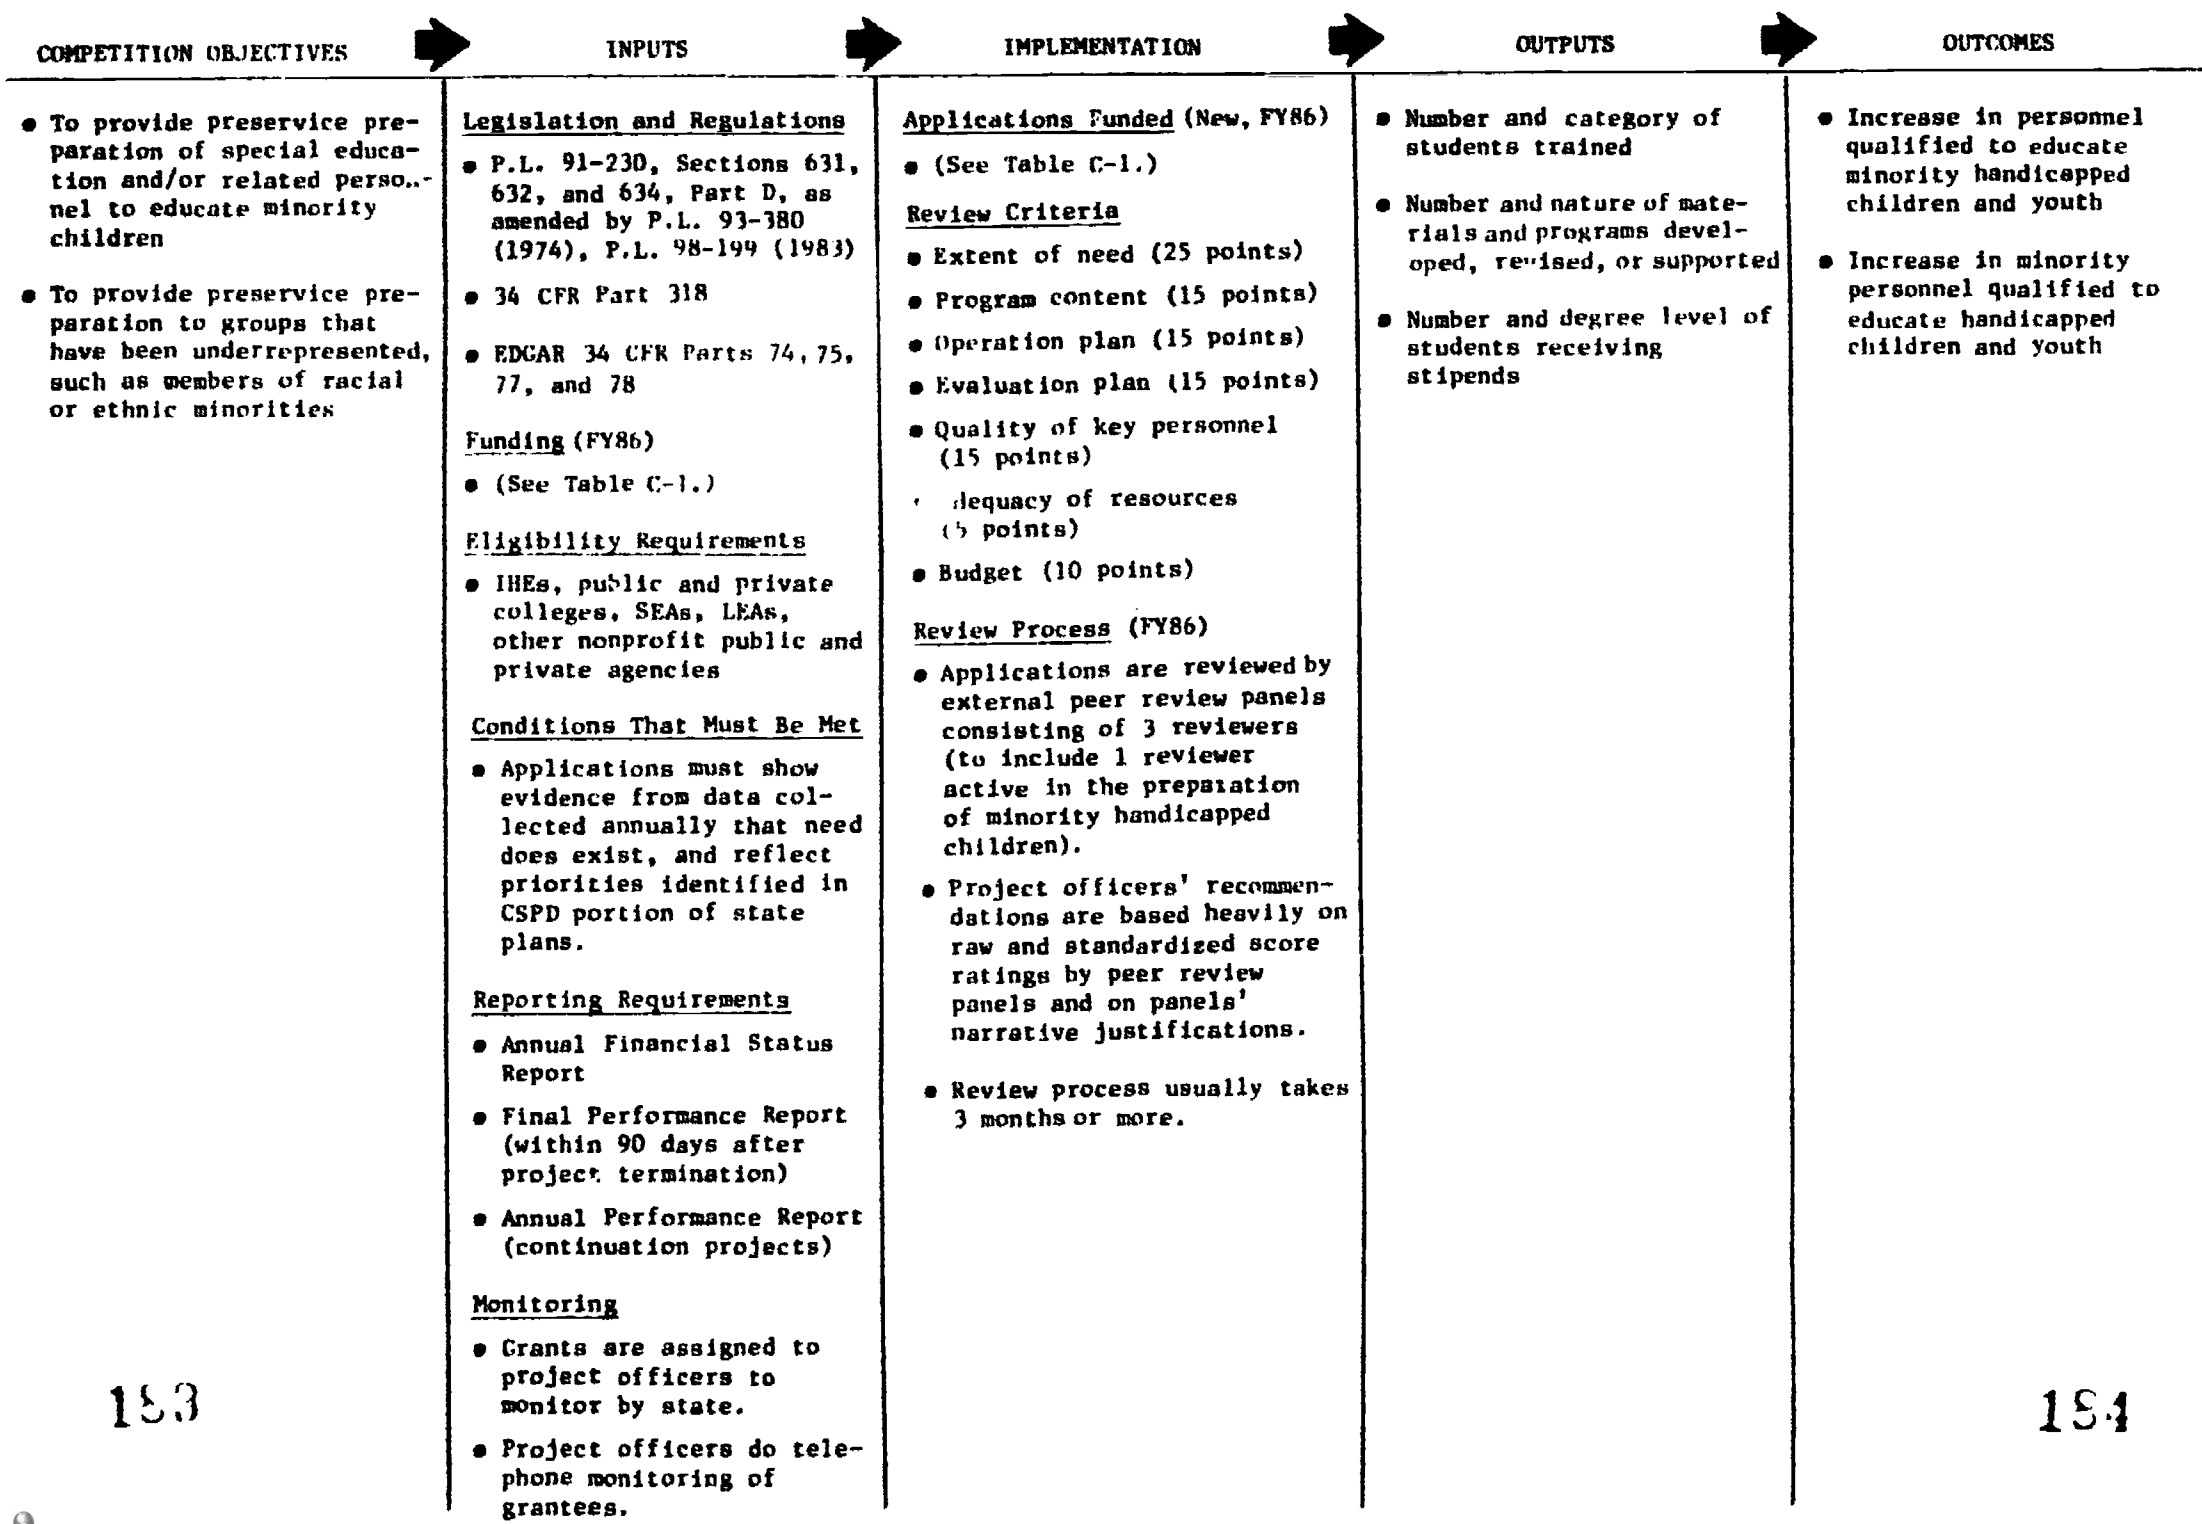 COMPETITION OBJECTIVES
INPUTS
IMPLEMENTATION
OUTPUTS
OUTCOMES
● To provide preservice pre-
paration of special educa-
tion and/or related person-
nel to educate minority
children
● To provide preservice pre-
paration to groups that
have been underrepresented,
such as members of racial
or ethnic minorities
Legislation and Regulations
● P.L. 91-230, Sections 631,
632, and 634, Part D, as
amended by P.L. 93-380
(1974), P.L. 98-199 (1983)
● 34 CFR Part 318
● EDGAR 34 CFR Parts 74, 75,
77, and 78
Funding (FY86)
● (See Table C-1.)
Eligibility Requirements
● IHEs, public and private
colleges, SEAs, LEAs,
other nonprofit public and
private agencies
Conditions That Must Be Met
● Applications must show
evidence from data col-
lected annually that need
does exist, and reflect
priorities identified in
CSPD portion of state
plans.
Reporting Requirements
● Annual Financial Status
Report
● Final Performance Report
(within 90 days after
project termination)
● Annual Performance Report
(continuation projects)
Monitoring
● Grants are assigned to
project officers to
monitor by state.
● Project officers do tele-
phone monitoring of
grantees.
Applications Funded (New, FY86)
● (See Table C-1.)
Review Criteria
● Extent of need (25 points)
● Program content (15 points)
● Operation plan (15 points)
● Evaluation plan (15 points)
● Quality of key personnel
(15 points)
dequacy of resources
(5 points)
● Budget (10 points)
Review Process (FY86)
● Applications are reviewed by
external peer review panels
consisting of 3 reviewers
(to include 1 reviewer
active in the preparation
of minority handicapped
children).
● Project officers' recommen-
dations are based heavily on
raw and standardized score
ratings by peer review
panels and on panels'
narrative justifications.
● Review process usually takes
3 months or more.
● Number and category of
students trained
● Number and nature of mate-
rials and programs devel-
oped, revised, or supported
● Number and degree level of
students receiving
stipends
● Increase in personnel
qualified to educate
minority handicapped
children and youth
● Increase in minority
personnel qualified to
educate handicapped
children and youth